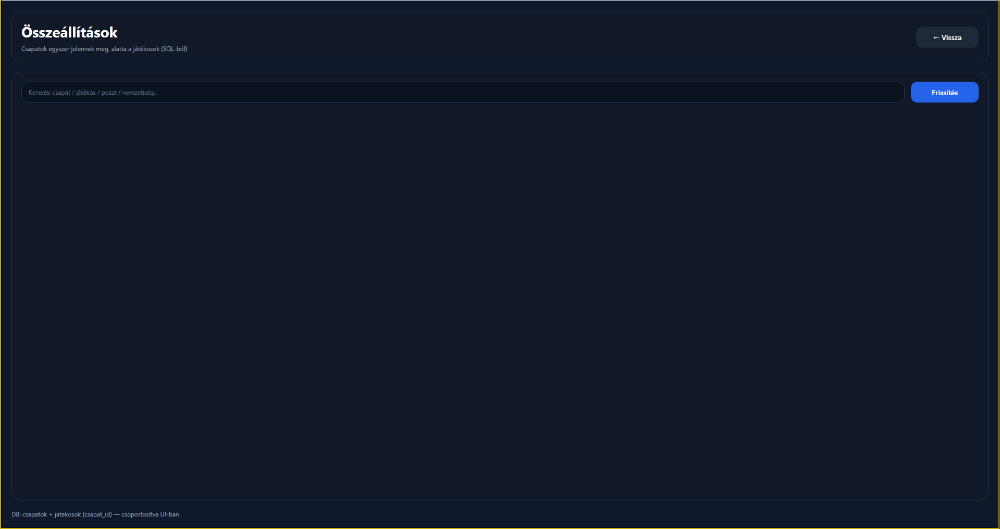 Összeállítások
Csapatok egyszer jelennek meg, alatta a játékosok (SQL-ből)
← Vissza
Keresés: csapat / játékos / poszt / nemzetiség...
Frissítés
DB: csapatok + jatekosok (csapat_id) — csoportosítva UI-ban